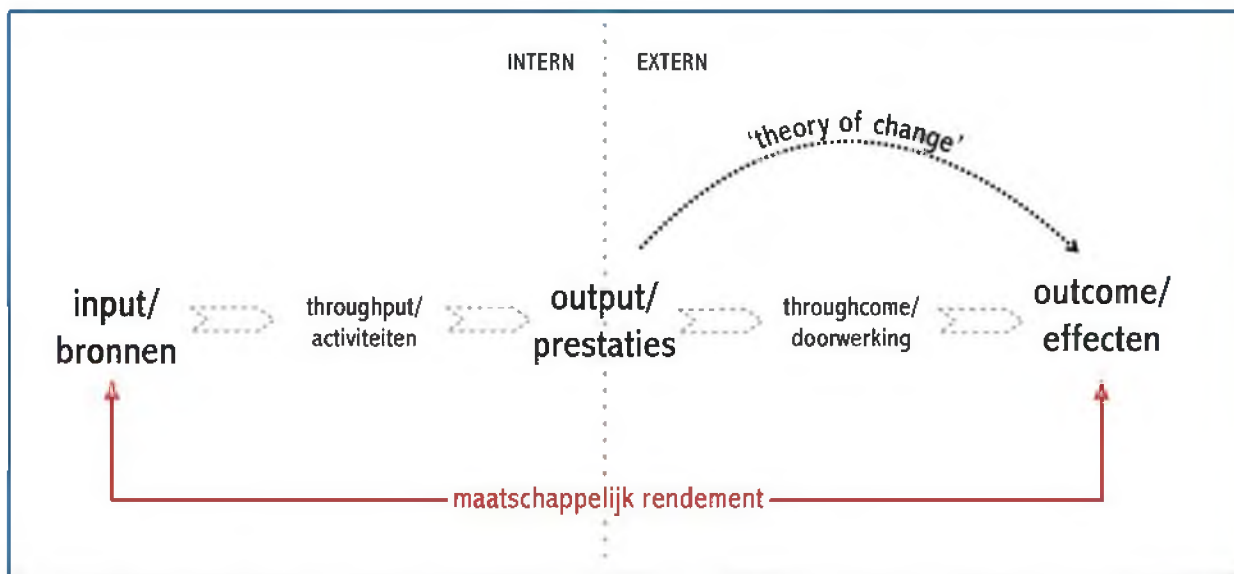 INTERN EXTERN
'theory of change'
input/
bronnen
throughput/
activiteiten
output/
prestaties
throughcome/
doorwerking
outcome/
effecten
maatschappelijk rendement